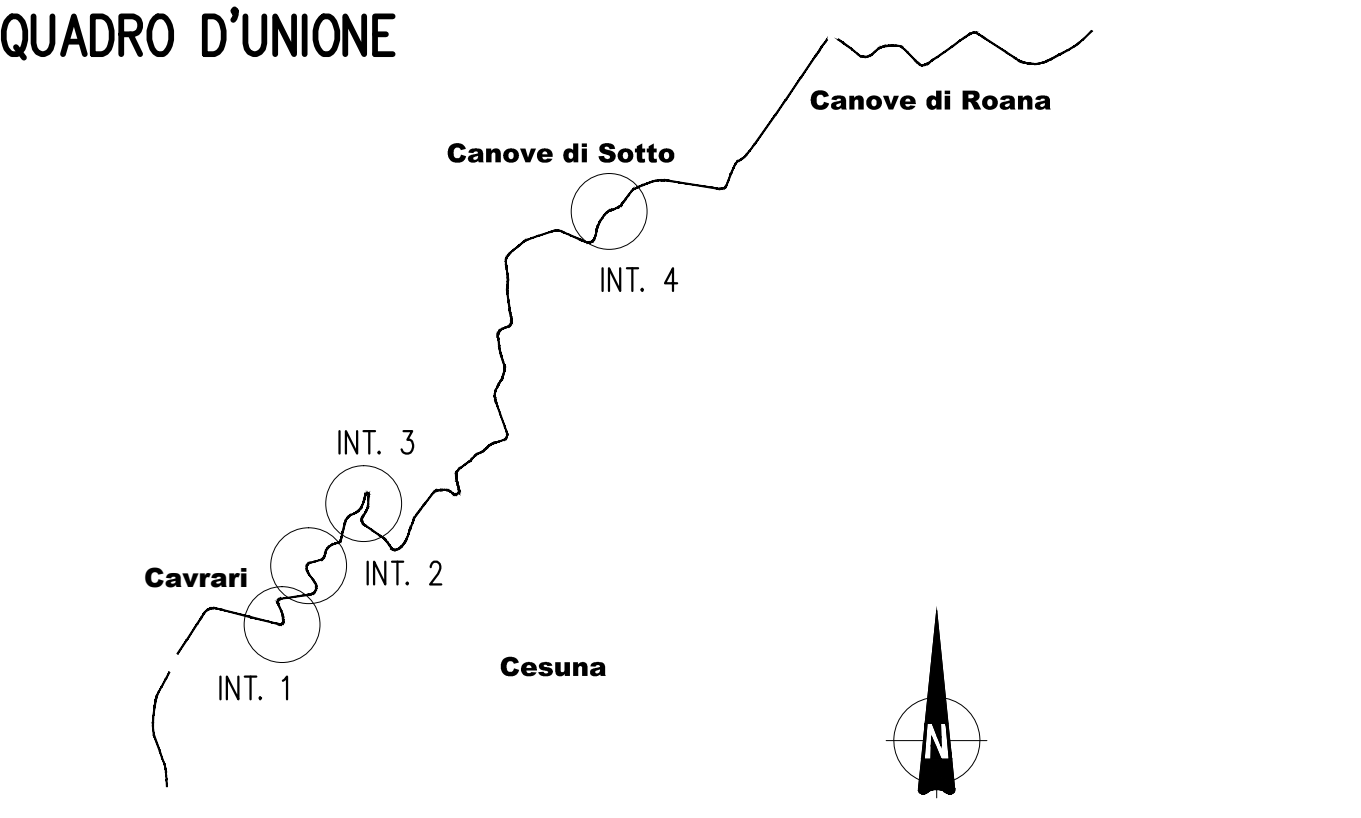 QUADRO D'UNIONE
Canove di Roana
Canove di Sotto
INT. 4
INT. 3
INT. 2
Cavrari
Cesuna
INT. 1
N